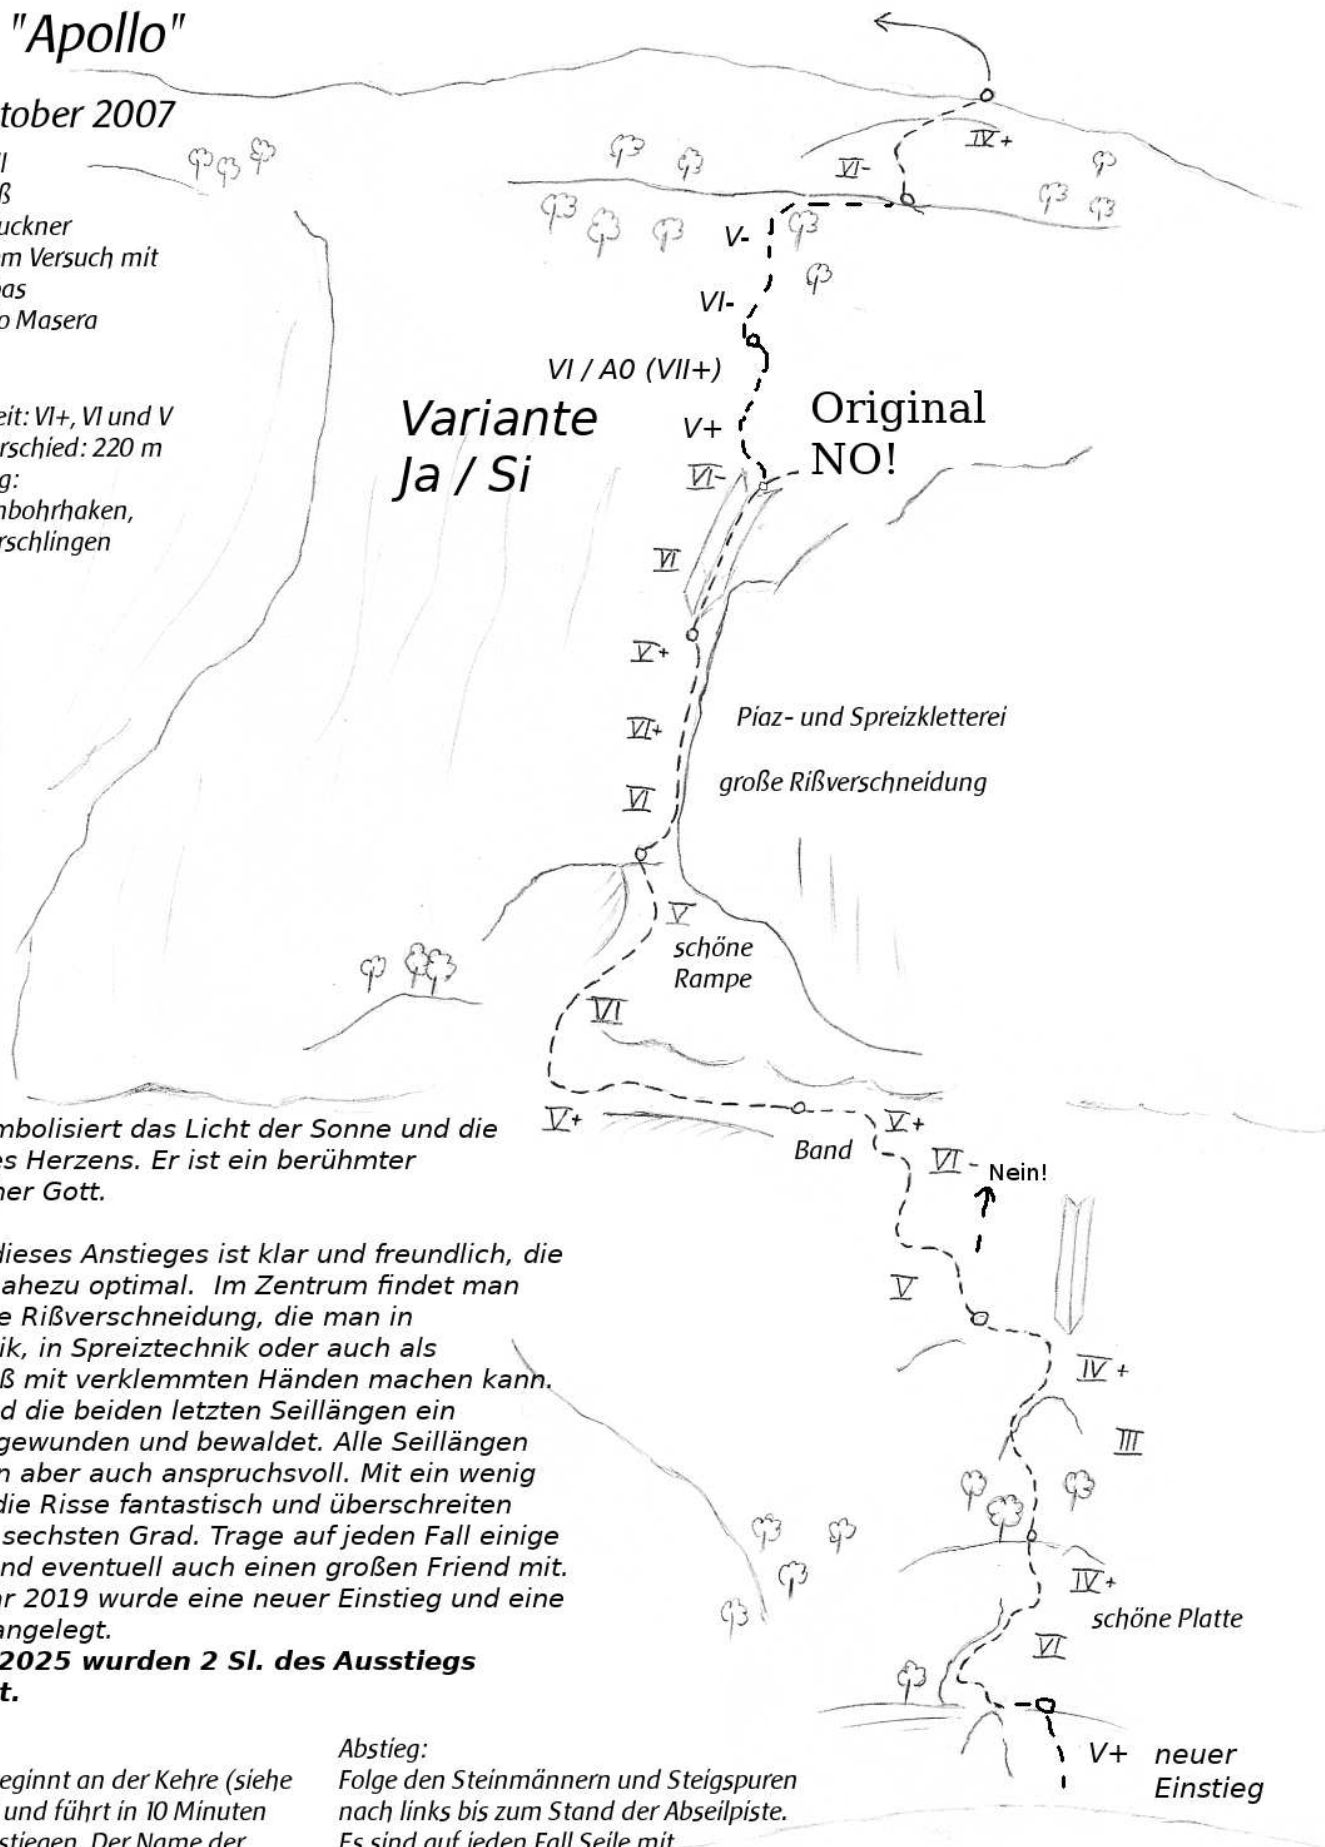 "Apollo"
tober 2007
I
ß
uckner
m Versuch mit
as
o Masera
eit: VI+, VI und V
rschied: 220 m
g:
nbohrhaken,
rschlingen
IV+
VI-
V-
VI-
VI / A0 (VII+)
Variante
Ja / Si
V+
Original
NO!
VI-
VI
V+
VI+
VI
Piaz- und Spreizkletterei
große Rißverschneidung
V
schöne
Rampe
VI
V+
Band
V+
VI-
Nein!
V
IV+
III
IV+
schöne Platte
VI
V+ neuer
Einstieg
mbolisiert das Licht der Sonne und die
es Herzens. Er ist ein berühmter
her Gott.
dieses Anstieges ist klar und freundlich, die
ahezu optimal. Im Zentrum findet man
e Rißverschneidung, die man in
ik, in Spreiztechnik oder auch als
ß mit verklemmten Händen machen kann.
d die beiden letzten Seillängen ein
gewunden und bewaldet. Alle Seillängen
n aber auch anspruchsvoll. Mit ein wenig
die Risse fantastisch und überschreiten
sechsten Grad. Trage auf jeden Fall einige
nd eventuell auch einen großen Friend mit.
hr 2019 wurde eine neuer Einstieg und eine
angelegt.
2025 wurden 2 Sl. des Ausstiegs
t.
eginnt an der Kehre (siehe
und führt in 10 Minuten
stiegen. Der Name der
Abstieg:
Folge den Steinmännern und Steigspuren
nach links bis zum Stand der Abseilpiste.
Es sind auf jeden Fall Seile mit